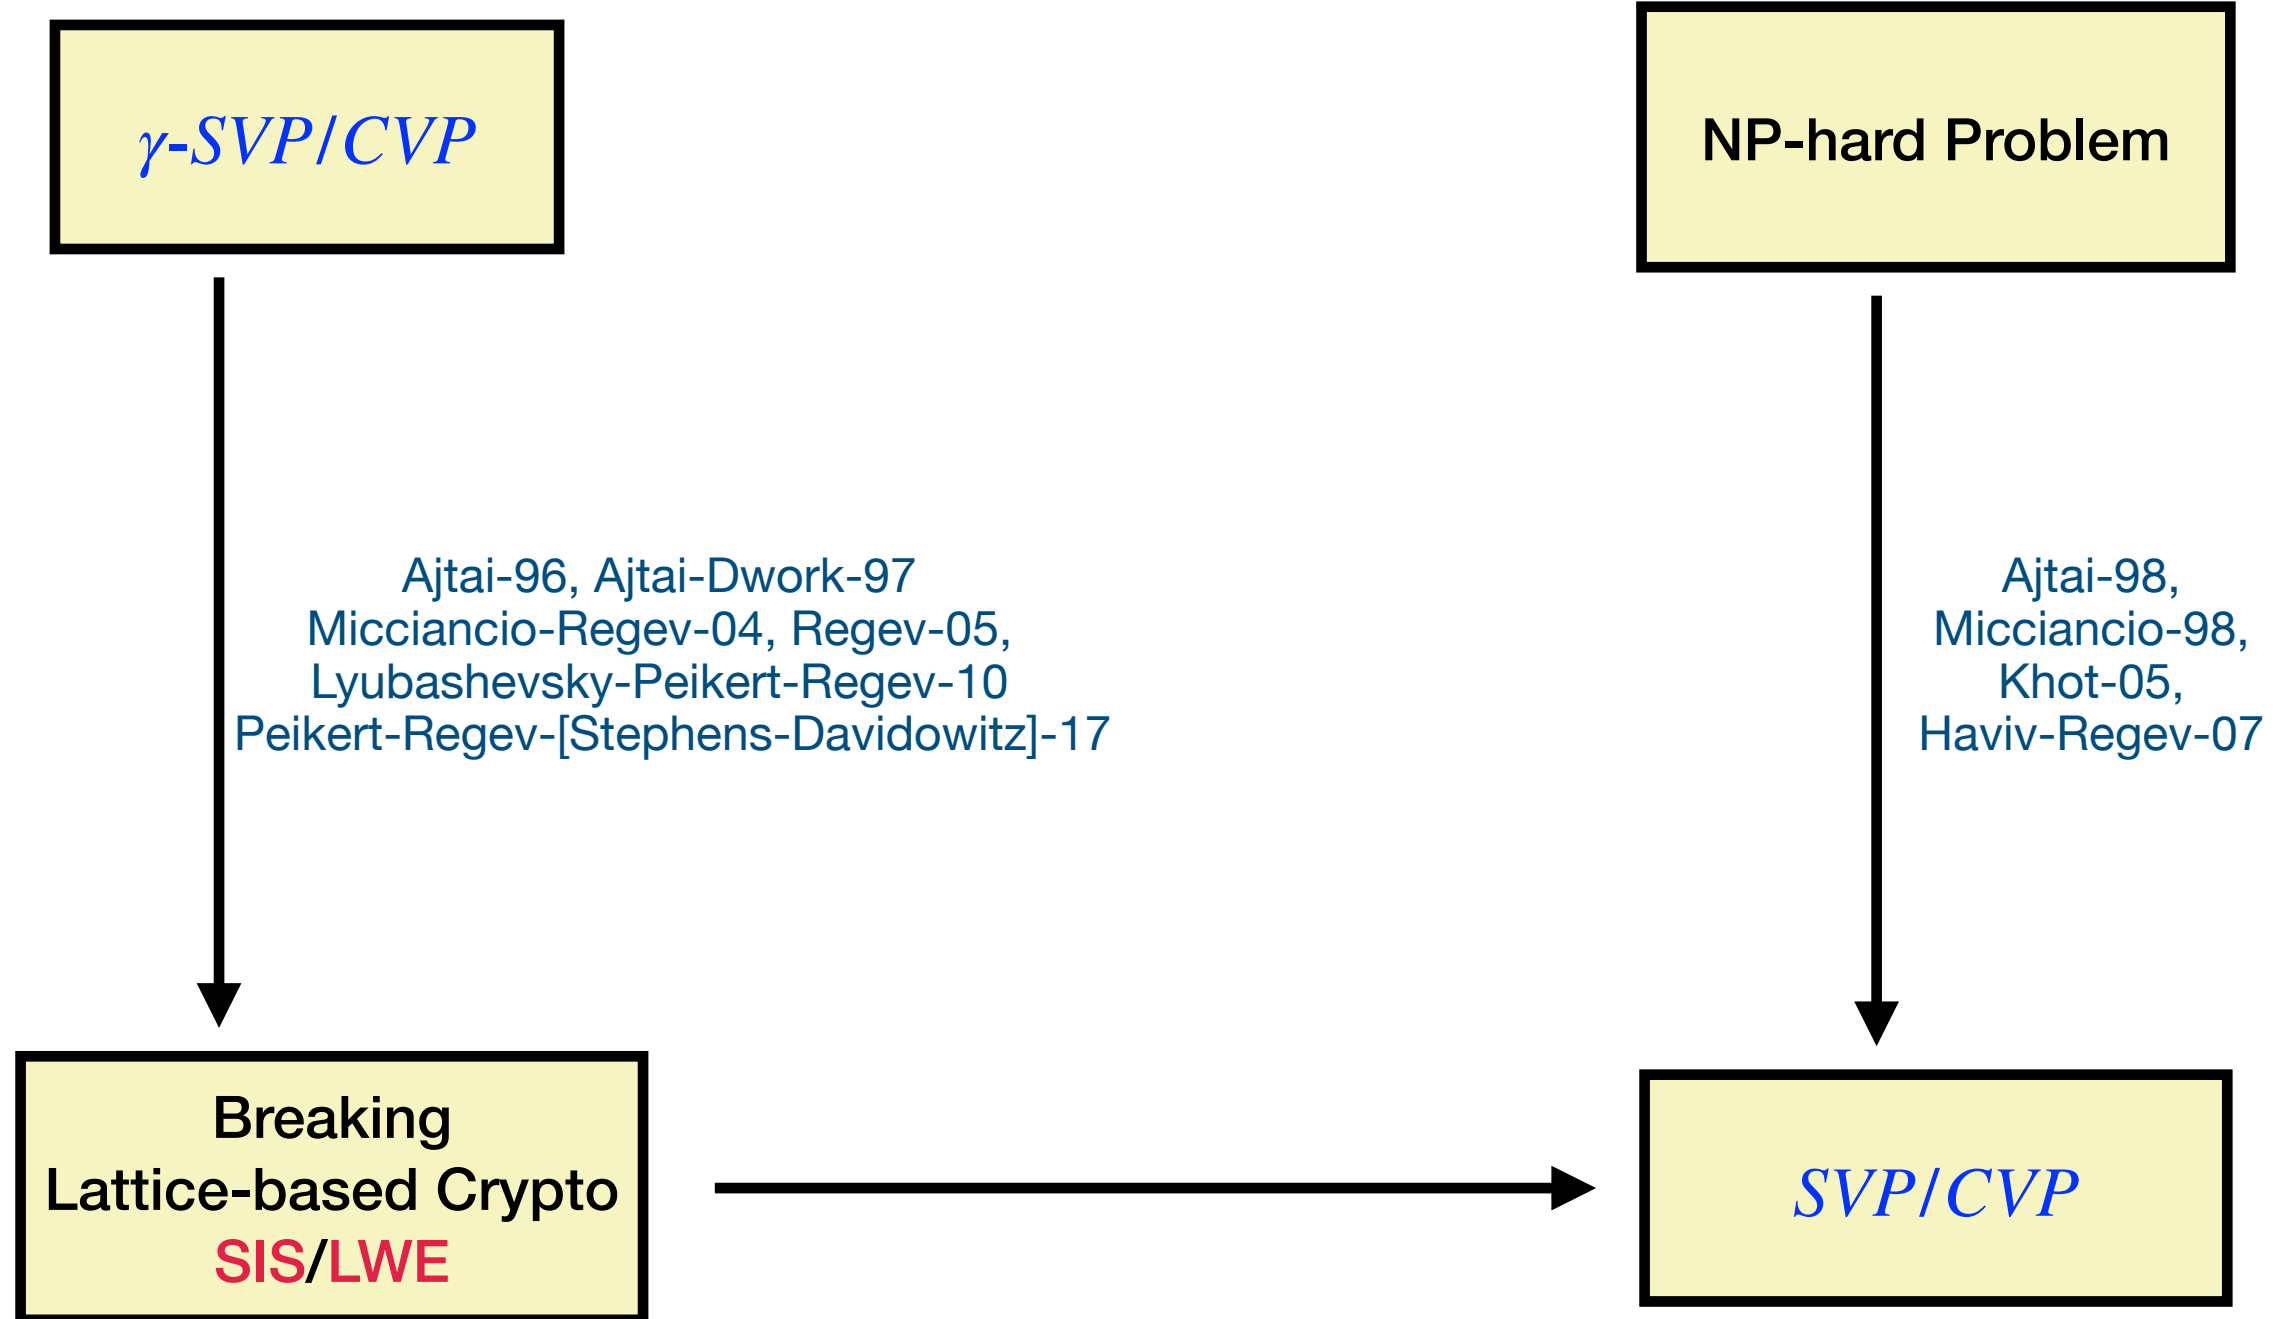 γ-SVP/CVP
NP-hard Problem
Ajtai-96, Ajtai-Dwork-97
Micciancio-Regev-04, Regev-05,
Lyubashevsky-Peikert-Regev-10
Peikert-Regev-[Stephens-Davidowitz]-17
Ajtai-98,
Micciancio-98,
Khot-05,
Haviv-Regev-07
Breaking
Lattice-based Crypto
SIS/LWE
SVP/CVP